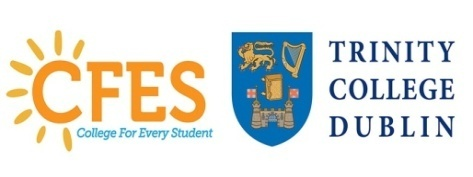 CFES
College For Every Student
TRINITY
COLLEGE
DUBLIN